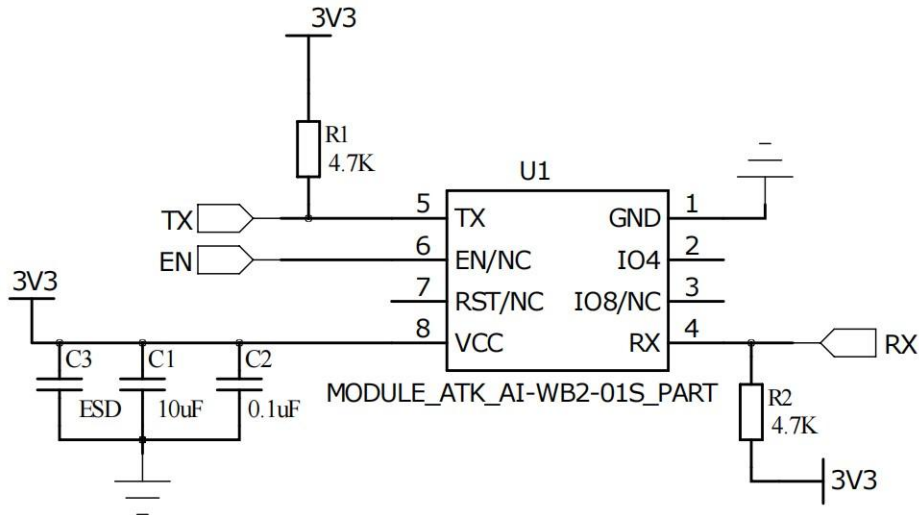 3V3
R1
4.7K
U1
TX 5 TX GND 1
EN 6 EN/NC IO4 2
7 RST/NC IO8/NC 3
3V3
8 VCC RX 4 RX
C3 C1 C2
ESD 10uF 0.1uF
MODULE_ATK_AI-WB2-01S_PART
R2
4.7K
3V3